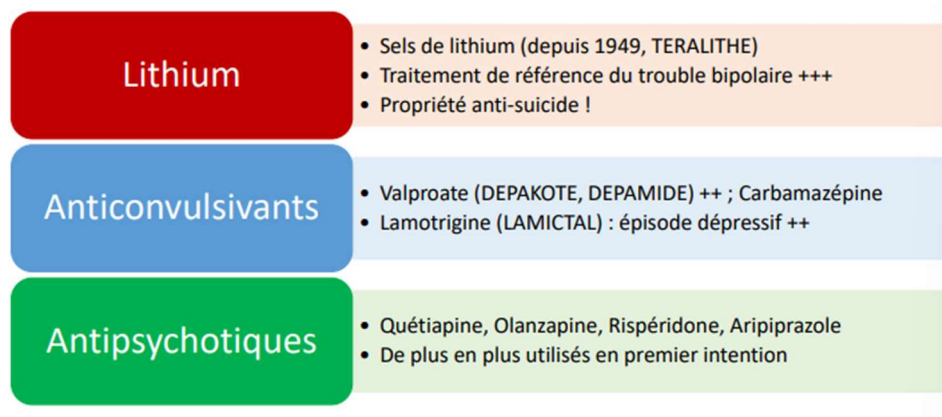 Lithium
• Sels de lithium (depuis 1949, TERALITHE)
• Traitement de référence du trouble bipolaire +++
• Propriété anti-suicide !
Anticonvulsivants
• Valproate (DEPAKOTE, DEPAMIDE) ++ ; Carbamazépine
• Lamotrigine (LAMICTAL) : épisode dépressif ++
Antipsychotiques
• Quétiapine, Olanzapine, Rispéridone, Aripiprazole
• De plus en plus utilisés en premier intention